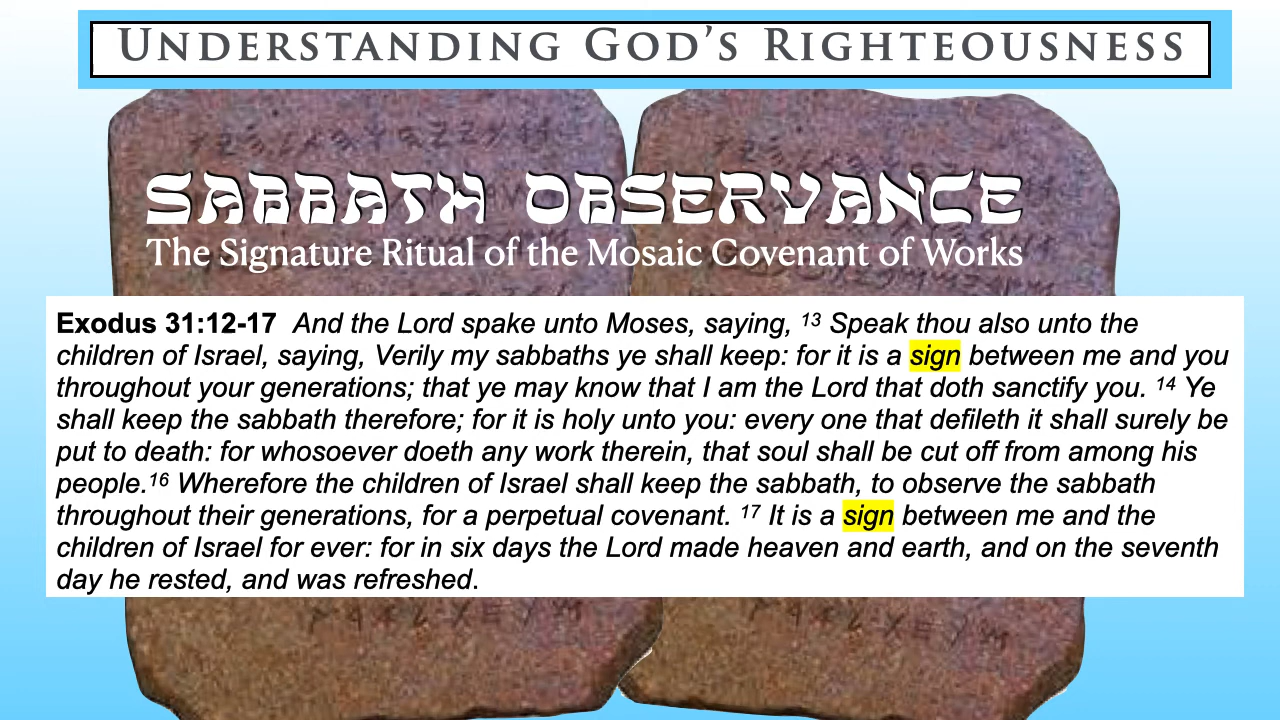 UNDERSTANDING GOD'S RIGHTEOUSNESS
SABBATH OBSERVANCE
The Signature Ritual of the Mosaic Covenant of Works
Exodus 31:12-17 And the Lord spake unto Moses, saying, 13 Speak thou also unto the
children of Israel, saying, Verily my sabbaths ye shall keep: for it is a sign between me and you
throughout your generations; that ye may know that I am the Lord that doth sanctify you. 14 Ye
shall keep the sabbath therefore; for it is holy unto you: every one that defileth it shall surely be
put to death: for whosoever doeth any work therein, that soul shall be cut off from among his
people.16 Wherefore the children of Israel shall keep the sabbath, to observe the sabbath
throughout their generations, for a perpetual covenant. 17 It is a sign between me and the
children of Israel for ever: for in six days the Lord made heaven and earth, and on the seventh
day he rested, and was refreshed.